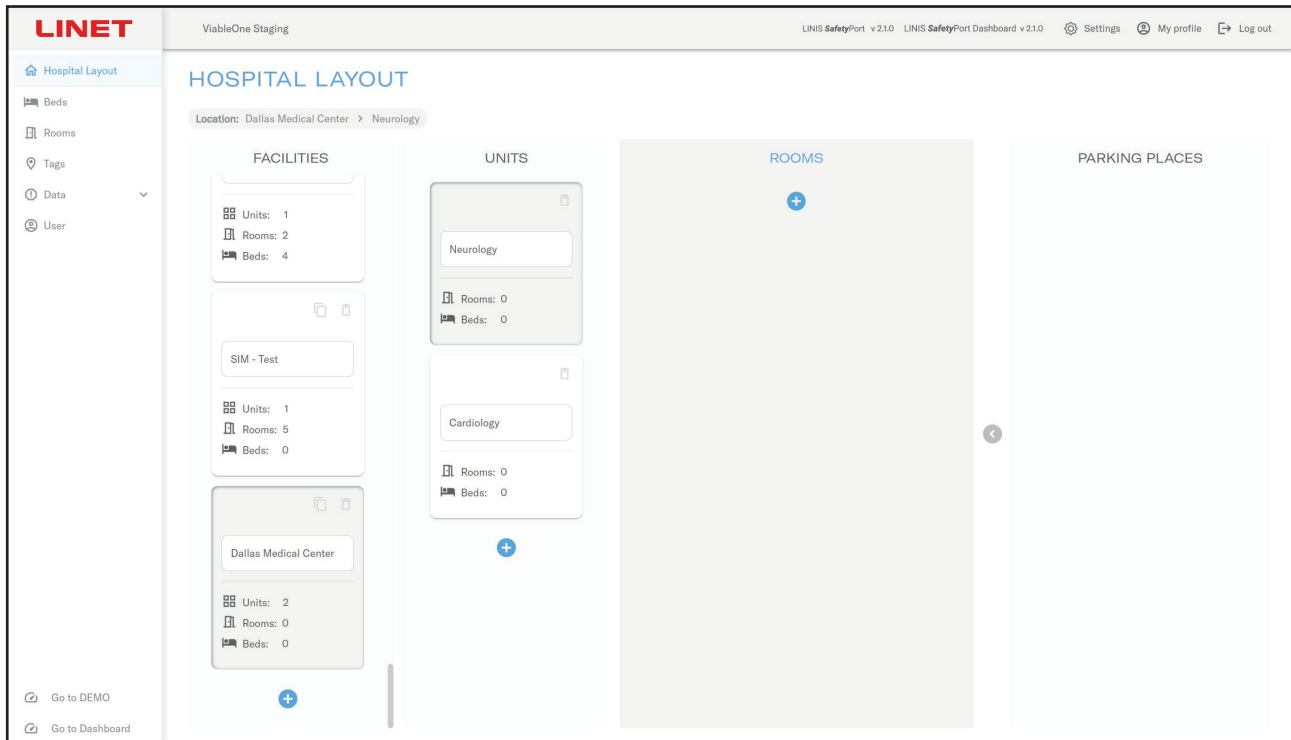 LINET
ViableOne Staging
LINIS SafetyPort v 2.1.0 LINIS SafetyPort Dashboard v 2.1.0 Settings My profile Log out
Hospital Layout
Beds
Rooms
Tags
Data
User
Go to DEMO
Go to Dashboard
HOSPITAL LAYOUT
Location: Dallas Medical Center > Neurology
FACILITIES
Units: 1
Rooms: 2
Beds: 4
SIM - Test
Units: 1
Rooms: 5
Beds: 0
Dallas Medical Center
Units: 2
Rooms: 0
Beds: 0
UNITS
Neurology
Rooms: 0
Beds: 0
Cardiology
Rooms: 0
Beds: 0
ROOMS
PARKING PLACES